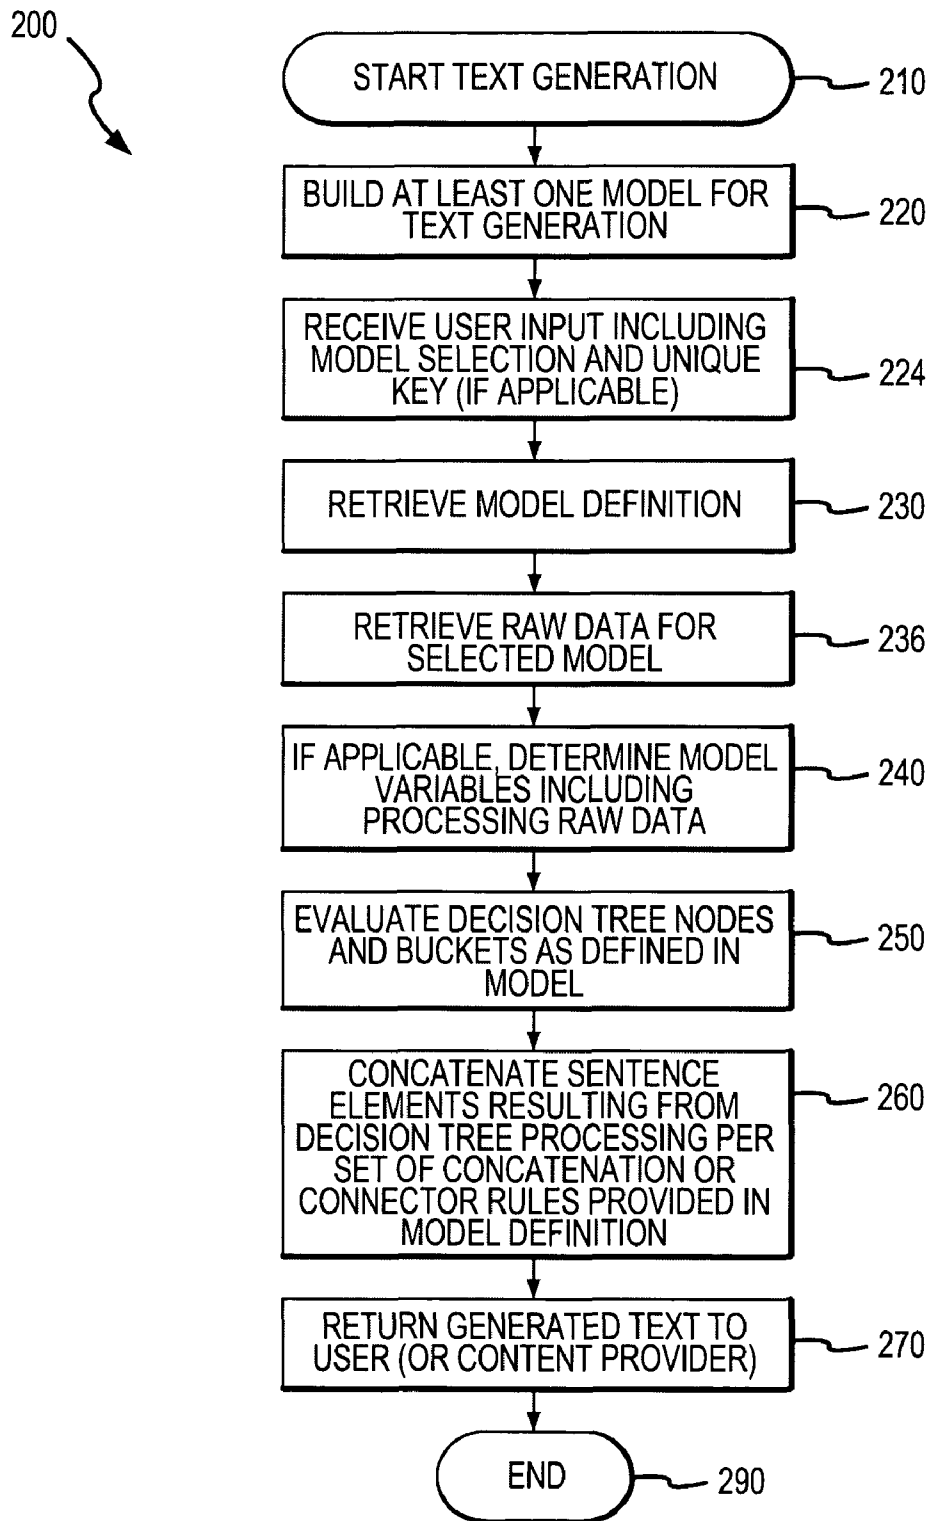 200
START TEXT GENERATION
210
BUILD AT LEAST ONE MODEL FOR
TEXT GENERATION
220
RECEIVE USER INPUT INCLUDING
MODEL SELECTION AND UNIQUE
KEY (IF APPLICABLE)
224
RETRIEVE MODEL DEFINITION
230
RETRIEVE RAW DATA FOR
SELECTED MODEL
236
IF APPLICABLE, DETERMINE MODEL
VARIABLES INCLUDING
PROCESSING RAW DATA
240
EVALUATE DECISION TREE NODES
AND BUCKETS AS DEFINED IN
MODEL
250
CONCATENATE SENTENCE
ELEMENTS RESULTING FROM
DECISION TREE PROCESSING PER
SET OF CONCATENATION OR
CONNECTOR RULES PROVIDED IN
MODEL DEFINITION
260
RETURN GENERATED TEXT TO
USER (OR CONTENT PROVIDER)
270
END
290